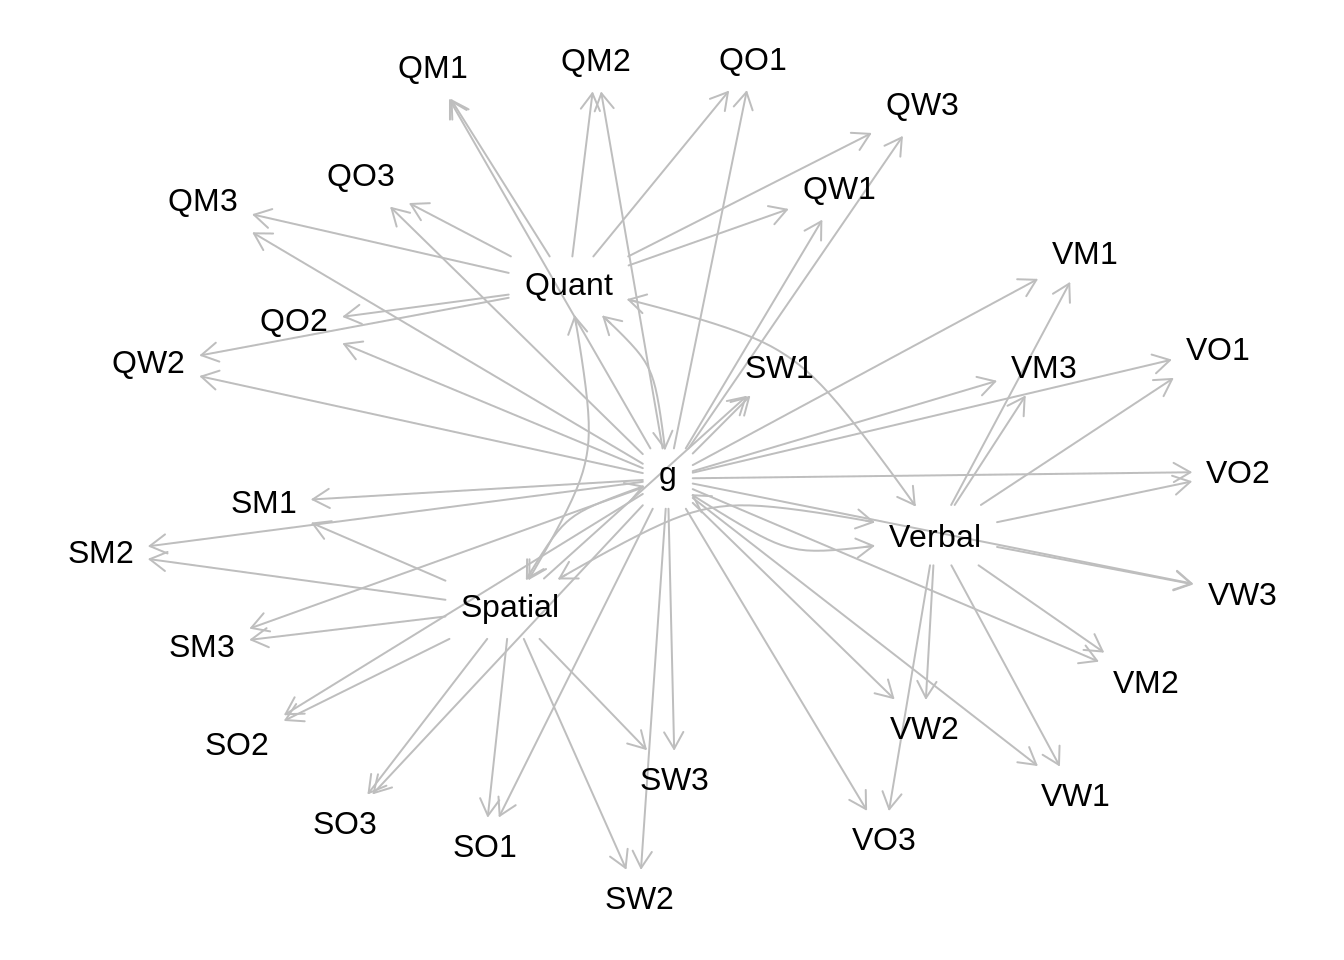 QM1
QM2
QO1
QW3
QO3
QW1
QM3
VM1
Quant
QO2
VO1
QW2
SW1
VM3
g
VO2
SM1
Verbal
SM2
VW3
Spatial
SM3
VM2
SO2
VW2
SW3
VW1
SO3
VO3
SO1
SW2